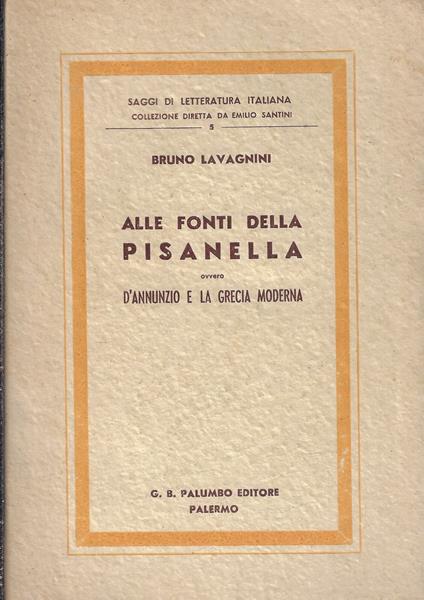 SAGGI DI LETTERATURA ITALIANA
COLLEZIONE DIRETTA DA EMILIO SANTINI
5
BRUNO LAVAGNINI
ALLE FONTI DELLA
PISANELLA
ovvero
D'ANNUNZIO E LA GRECIA MODERNA
G. B. PALUMBO EDITORE
PALERMO